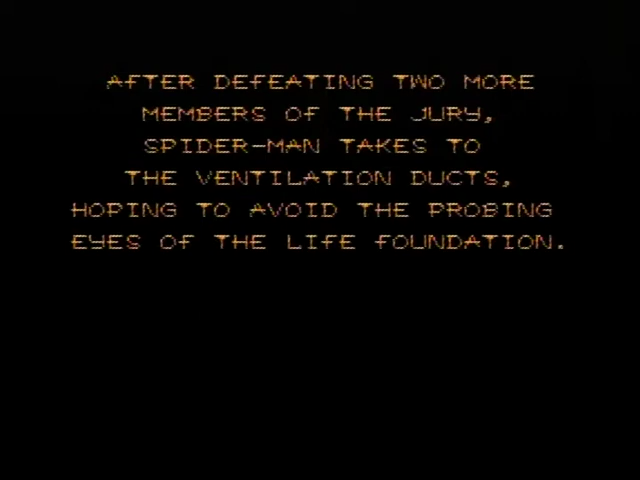 AFTER DEFEATING TWO MORE
MEMBERS OF THE JURY,
SPIDER-MAN TAKES TO
THE VENTILATION DUCTS,
HOPING TO AVOID THE PROBING
EYES OF THE LIFE FOUNDATION.